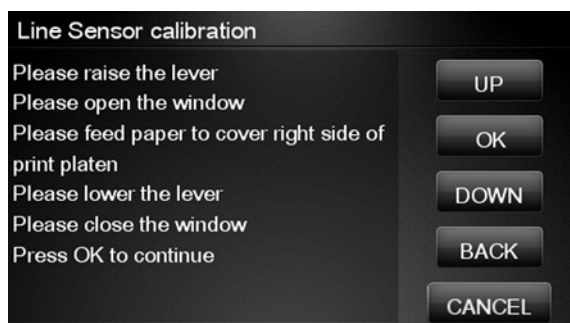 Line Sensor calibration
Please raise the lever
Please open the window
Please feed paper to cover right side of
print platen
Please lower the lever
Please close the window
Press OK to continue
UP
OK
DOWN
BACK
CANCEL